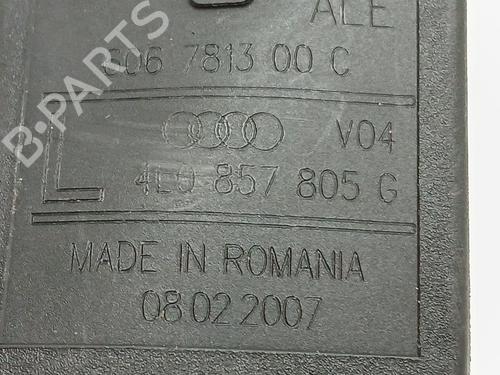 ALE
606 7813 00 C
V04
L 4E0 857 805 G
MADE IN ROMANIA
08 02 2007
B-PARTS